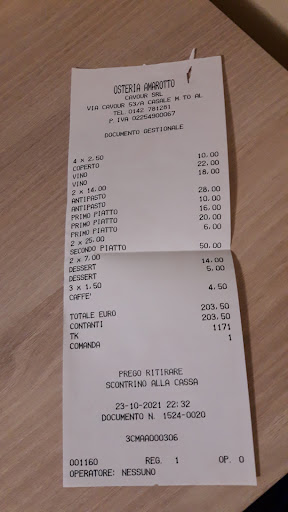 OSTERIA AMAROTTO
CAVOUR SRL
VIA CAVOUR 53/A CASALE M.TO AL
TEL 0142 781281
P.IVA 02254900067
DOCUMENTO GESTIONALE
4 x 2.50
COPERTO 10.00
VINO 22.00
VINO 18.00
2 x 14.00
ANTIPASTO 28.00
ANTIPASTO 10.00
PRIMO PIATTO 16.00
PRIMO PIATTO 20.00
PRIMO PIATTO 6.00
2 x 25.00
SECONDO PIATTO 50.00
2 x 7.00
DESSERT 14.00
DESSERT 5.00
3 x 1.50
CAFFE' 4.50
TOTALE EURO 203.50
CONTANTI 203.50
TK 1171
COMANDA 1
PREGO RITIRARE
SCONTRINO ALLA CASSA
23-10-2021 22:32
DOCUMENTO N. 1524-0020
3CMAA000306
001160 REG. 1 OP. 0
OPERATORE: NESSUNO